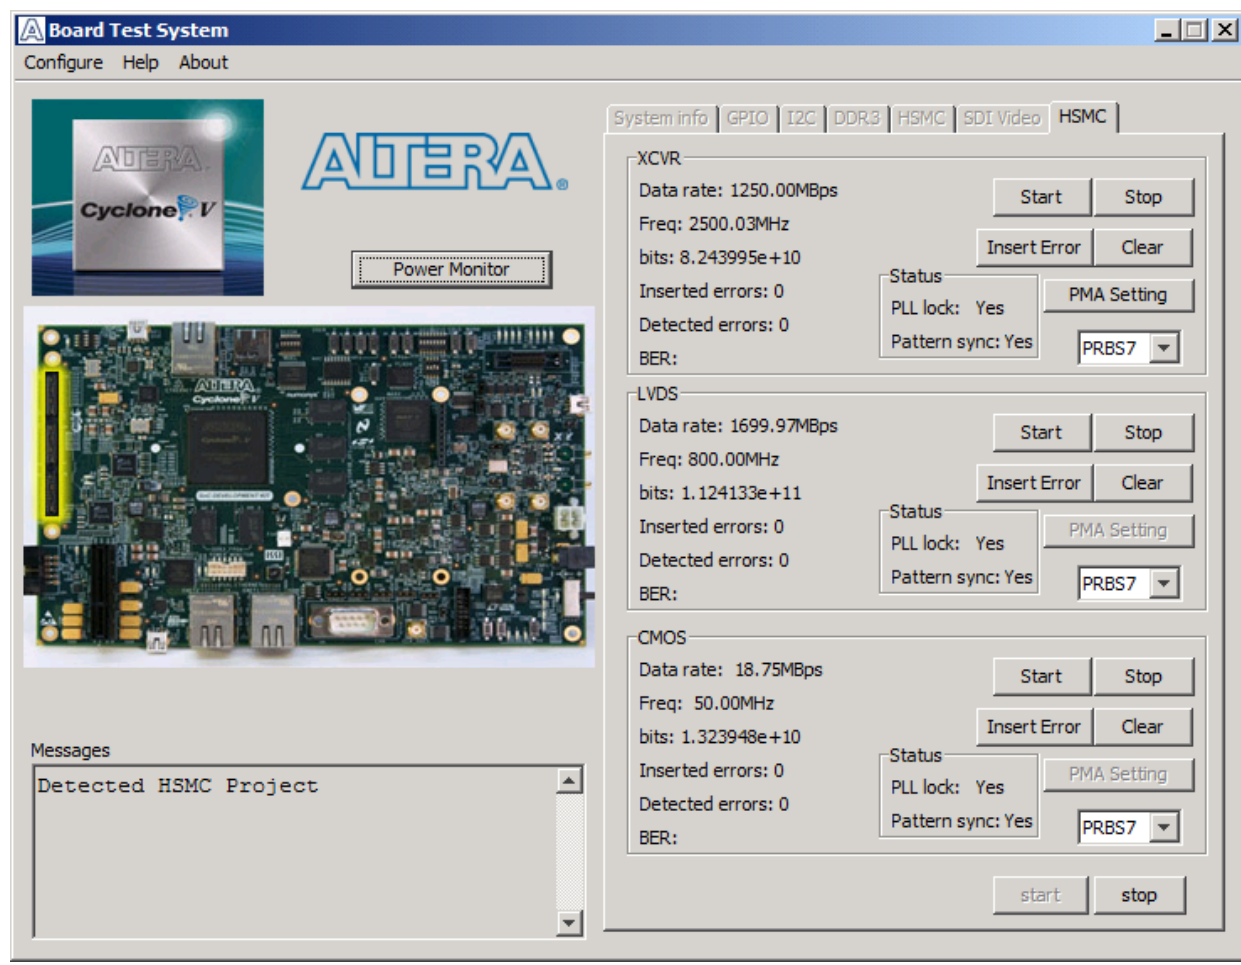 Board Test System
Configure Help About
ALTERA.
Cyclone V
ALTERA®
Power Monitor
ALTERA
Cyclone V
Messages
Detected HSMC Project
System info GPIO I2C DDR3 HSMC SDI Video HSMC
XCVR
Data rate: 1250.00MBps
Start Stop
Freq: 2500.03MHz
Insert Error Clear
bits: 8.243995e+10
Status
Inserted errors: 0
PLL lock: Yes
PMA Setting
Detected errors: 0
Pattern sync: Yes
PRBS7
BER:
LVDS
Data rate: 1699.97MBps
Start Stop
Freq: 800.00MHz
Insert Error Clear
bits: 1.124133e+11
Status
Inserted errors: 0
PLL lock: Yes
PMA Setting
Detected errors: 0
Pattern sync: Yes
PRBS7
BER:
CMOS
Data rate: 18.75MBps
Start Stop
Freq: 50.00MHz
Insert Error Clear
bits: 1.323948e+10
Status
Inserted errors: 0
PLL lock: Yes
PMA Setting
Detected errors: 0
Pattern sync: Yes
PRBS7
BER:
start stop